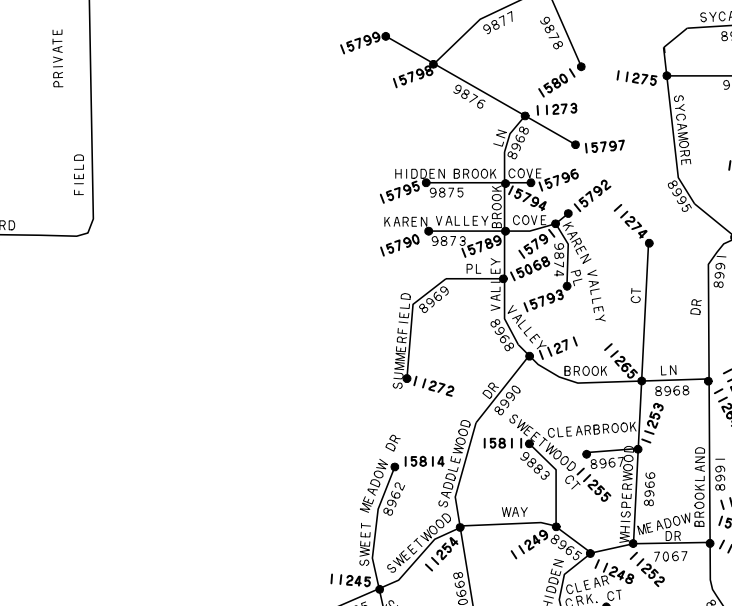 PRIVATE
FIELD
RD
15799
15798
9877
9878
15801
9876
11273
15797
LN
8968
HIDDEN BROOK COVE
15795
9875
15796
15794
15792
BROOK
KAREN VALLEY COVE
15790
9873
15789
15791
9874
KAREN VALLEY
PL
15793
PL
15068
VALLEY
8969
SUMMERFIELD
11272
8968
VALLEY
11271
BROOK
LN
8968
11274
CT
11265
11275
SYCAMORE
8995
8991
DR
DR
8990
SADDLEWOOD
SWEETWOOD
CT
15811
9883
CLEARBROOK
8967
11255
11253
WHISPERWOOD
8966
BROOKLAND
8991
MEADOW
DR
7067
11252
11248
8965
11249
WAY
SWEETWOOD
11254
15814
8962
SWEET MEADOW DR
11245
8990
HIDDEN
CLEAR
CRK. CT